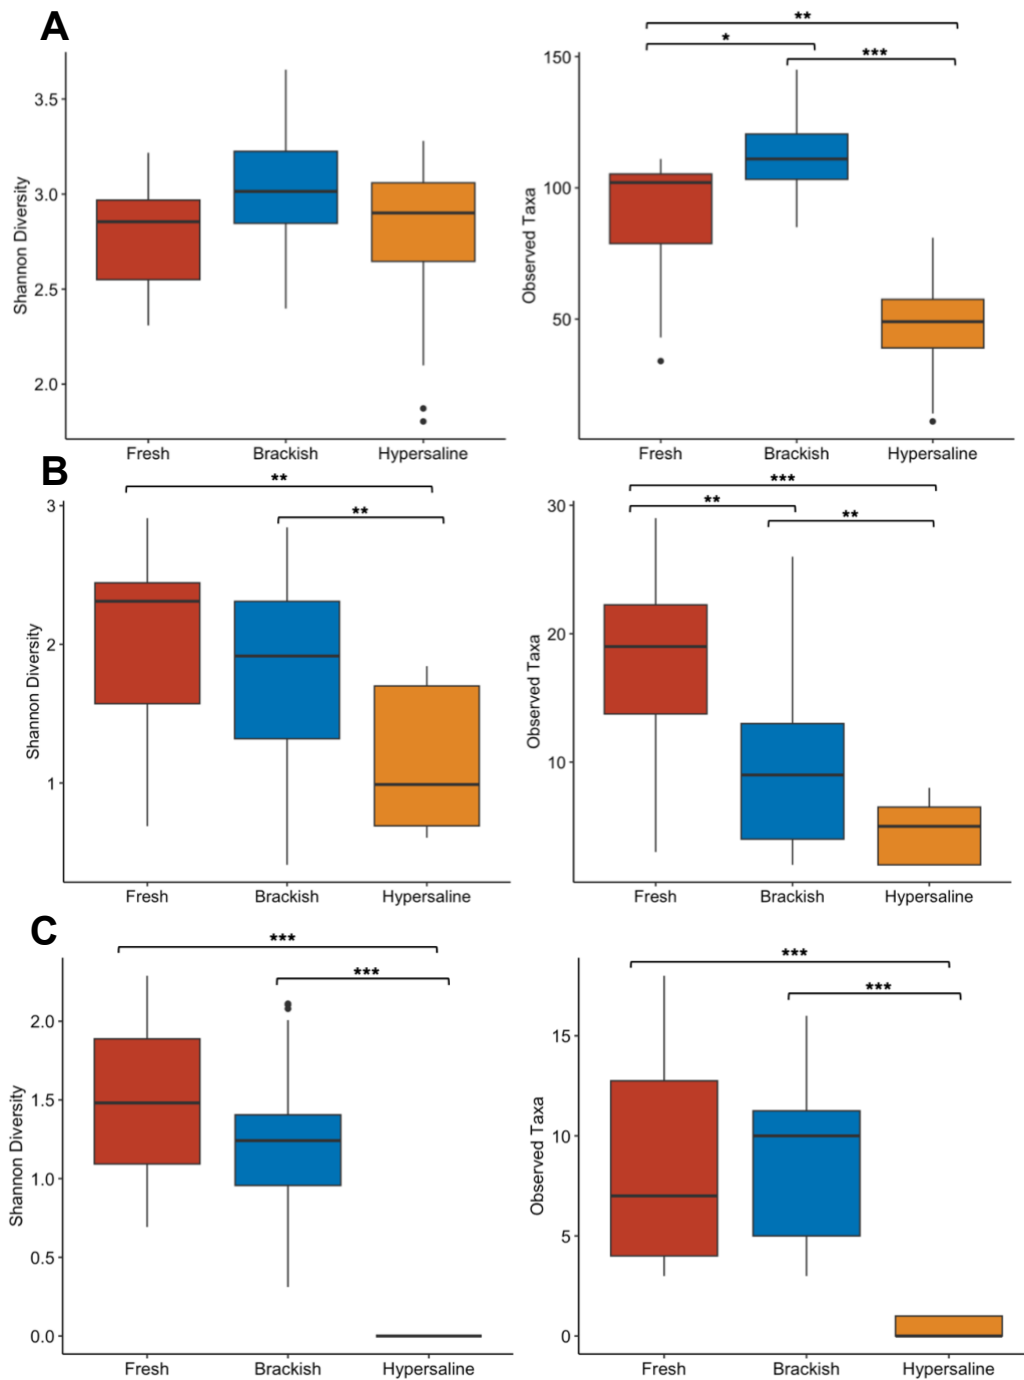 A
**
*
***
3.5
3.0
2.5
2.0
Shannon Diversity
Fresh Brackish Hypersaline
150
100
50
Observed Taxa
Fresh Brackish Hypersaline
B
**
**
3
2
1
Shannon Diversity
Fresh Brackish Hypersaline
***
**
**
30
20
10
Observed Taxa
Fresh Brackish Hypersaline
C
***
***
2.0
1.5
1.0
0.5
0.0
Shannon Diversity
Fresh Brackish Hypersaline
***
***
15
10
5
0
Observed Taxa
Fresh Brackish Hypersaline